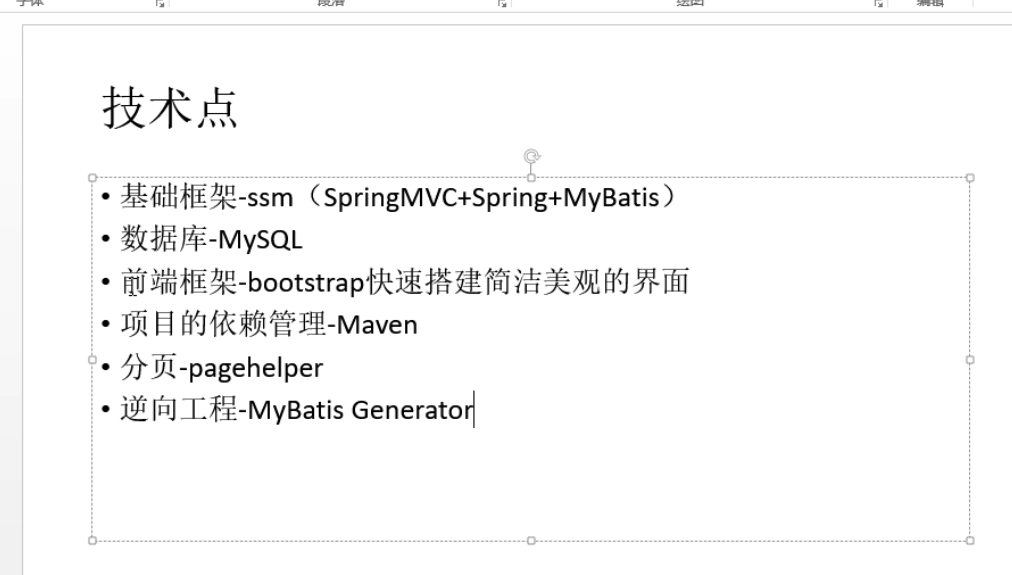 字体 段落 绘图 编辑
技术点
• 基础框架-ssm（SpringMVC+Spring+MyBatis）
• 数据库-MySQL
• 前端框架-bootstrap快速搭建简洁美观的界面
• 项目的依赖管理-Maven
• 分页-pagehelper
• 逆向工程-MyBatis Generator